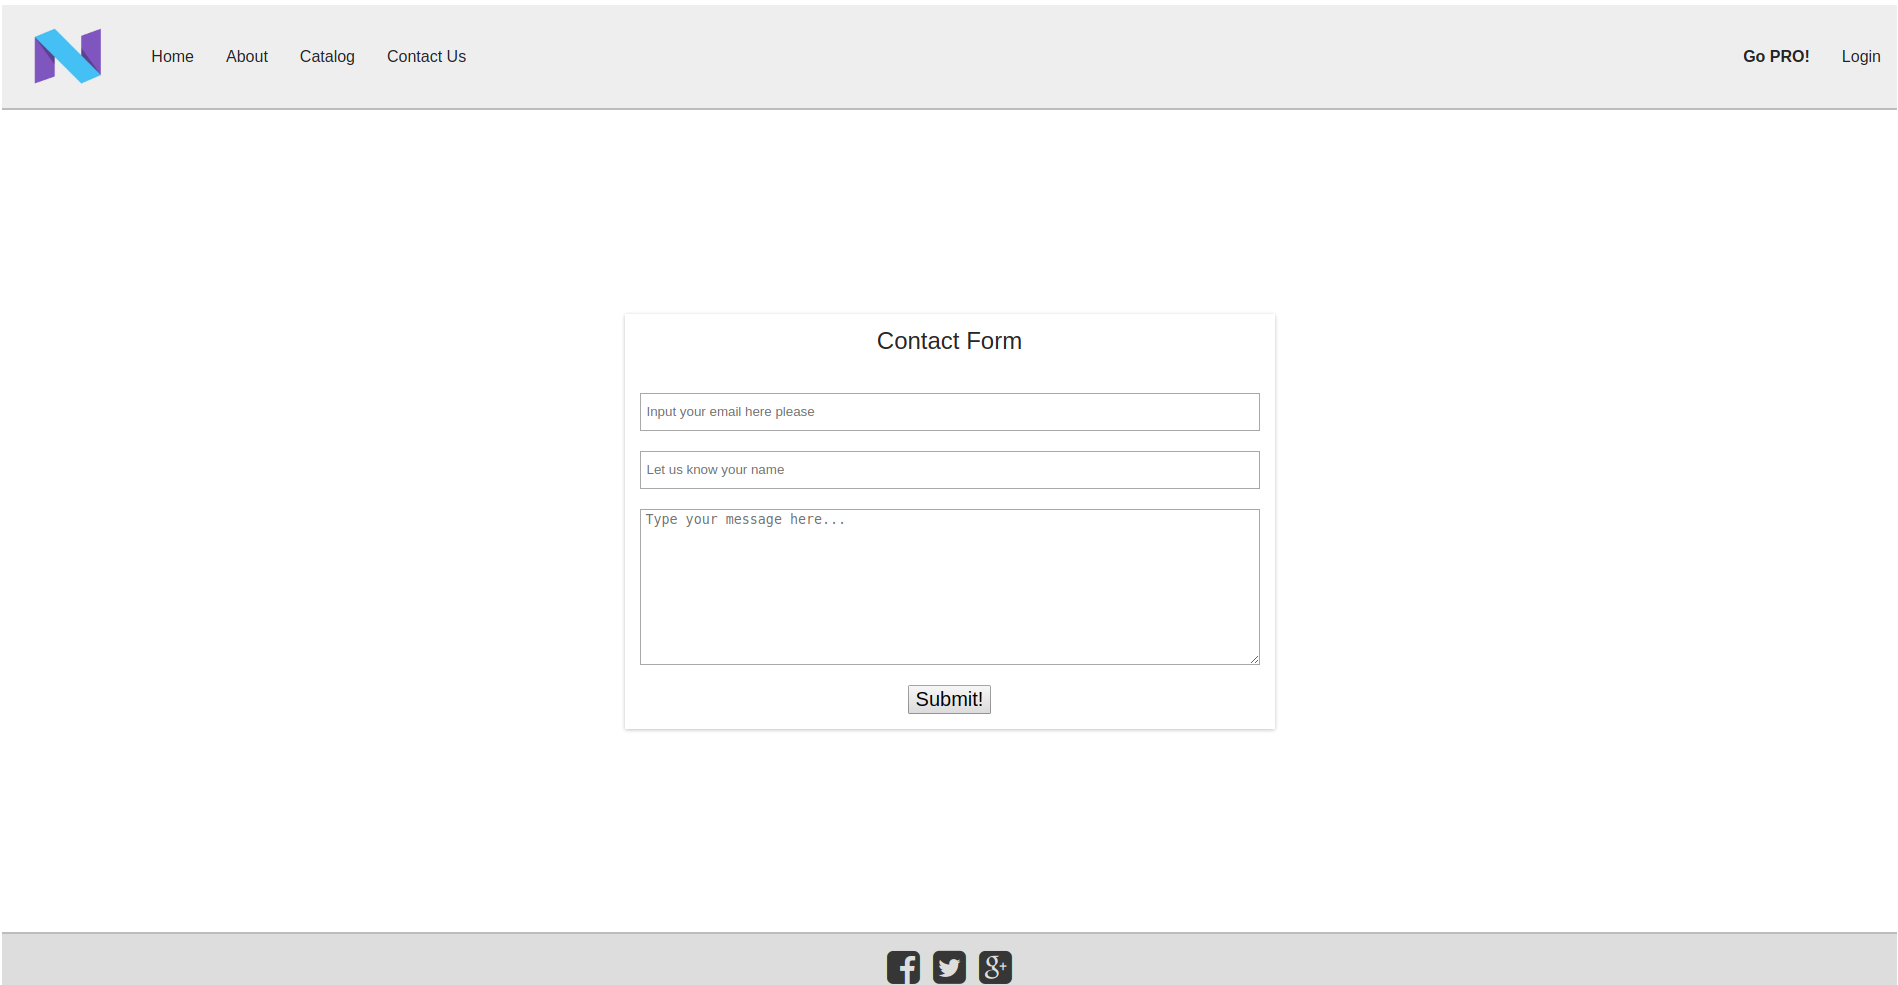 Home About Catalog Contact Us Go PRO! Login
Contact Form
Input your email here please
Let us know your name
Type your message here...
Submit!